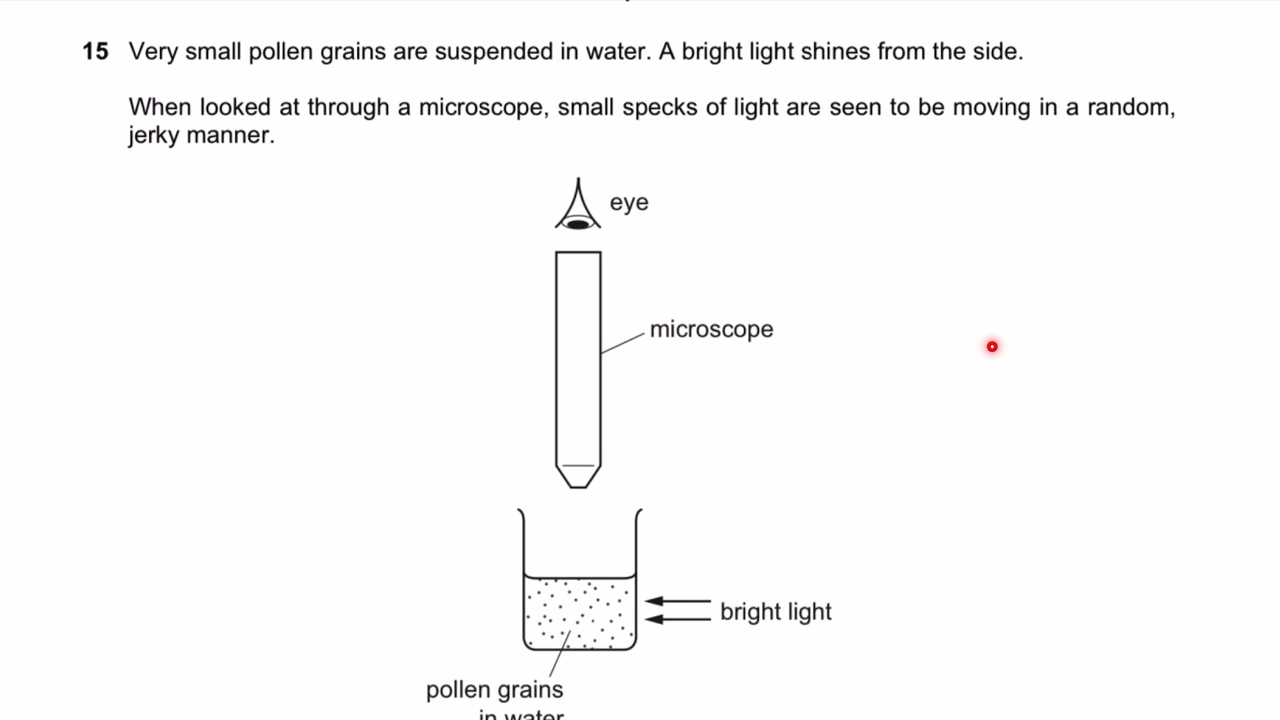 15 Very small pollen grains are suspended in water. A bright light shines from the side.
When looked at through a microscope, small specks of light are seen to be moving in a random,
jerky manner.
eye
microscope
bright light
pollen grains
in water